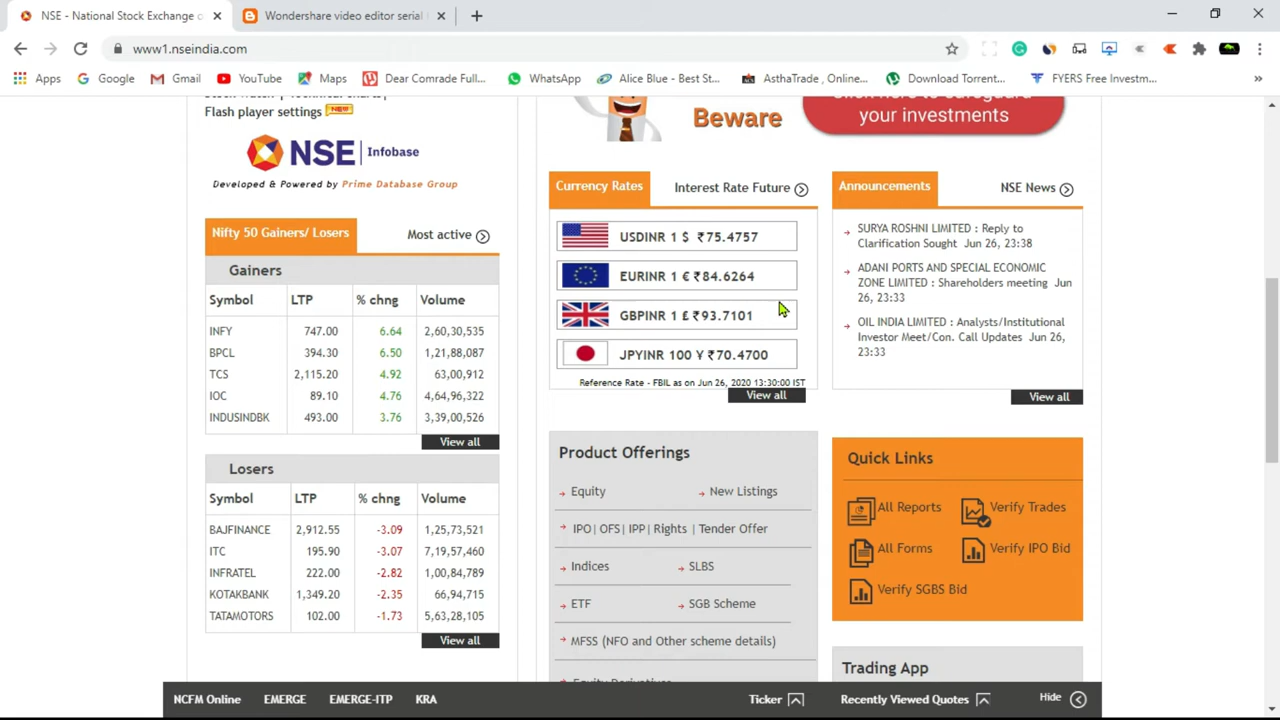 NSE - National Stock Exchange o
Wondershare video editor serial
www1.nseindia.com
Apps
Google
Gmail
YouTube
Maps
Dear Comrade Full...
WhatsApp
Alice Blue - Best St...
AsthaTrade , Online...
Download Torrent...
FYERS Free Investm...
Flash player settings NEW
NSE Infobase
Developed & Powered by Prime Database Group
Nifty 50 Gainers/ Losers
Most active
Gainers
Symbol LTP % chng Volume
INFY 747.00 6.64 2,60,30,535
BPCL 394.30 6.50 1,21,88,087
TCS 2,115.20 4.92 63,00,912
IOC 89.10 4.76 4,64,96,322
INDUSINDBK 493.00 3.76 3,39,00,526
View all
Losers
Symbol LTP % chng Volume
BAJFINANCE 2,912.55 -3.09 1,25,73,521
ITC 195.90 -3.07 7,19,57,460
INFRATEL 222.00 -2.82 1,00,84,789
KOTAKBANK 1,349.20 -2.35 66,94,715
TATAMOTORS 102.00 -1.73 5,63,28,105
View all
Beware
Click here to safeguard
your investments
Currency Rates
Interest Rate Future
USDINR 1 $ ₹75.4757
EURINR 1 € ₹84.6264
GBPINR 1 £ ₹93.7101
JPYINR 100 ¥ ₹70.4700
Reference Rate - FBIL as on Jun 26, 2020 13:30:00 IST
View all
Announcements
NSE News
SURYA ROSHNI LIMITED : Reply to
Clarification Sought Jun 26, 23:38
ADANI PORTS AND SPECIAL ECONOMIC
ZONE LIMITED : Shareholders meeting Jun
26, 23:33
OIL INDIA LIMITED : Analysts/Institutional
Investor Meet/Con. Call Updates Jun 26,
23:33
View all
Product Offerings
Equity
New Listings
IPO| OFS| IPP| Rights | Tender Offer
Indices
SLBS
ETF
SGB Scheme
MFSS (NFO and Other scheme details)
Equity Derivatives
Quick Links
All Reports
Verify Trades
All Forms
Verify IPO Bid
Verify SGBS Bid
Trading App
NCFM Online
EMERGE
EMERGE-ITP
KRA
Ticker
Recently Viewed Quotes
Hide